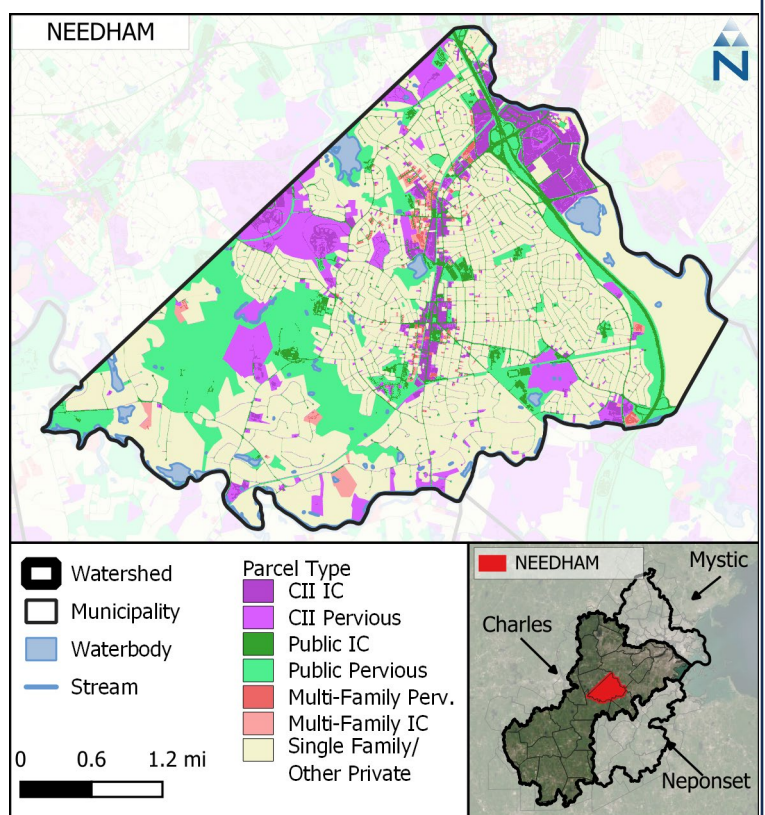 NEEDHAM
N
Watershed
Municipality
Waterbody
Stream
0 0.6 1.2 mi
Parcel Type
CII IC
CII Pervious
Public IC
Public Pervious
Multi-Family Perv.
Multi-Family IC
Single Family/
Other Private
NEEDHAM
Mystic
Charles
Neponset